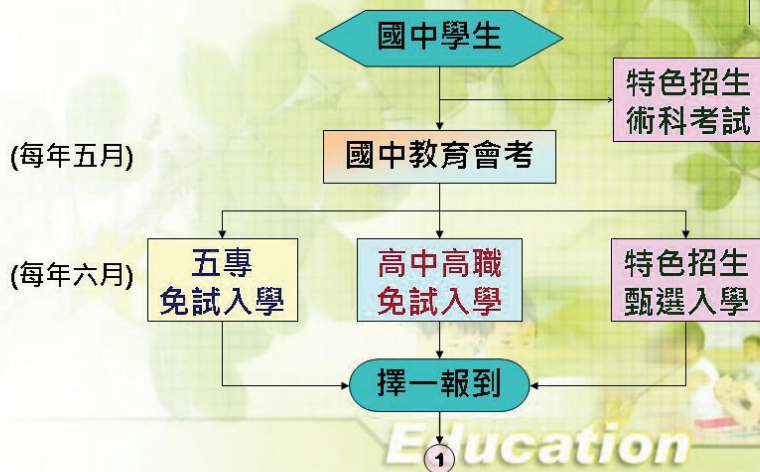 國中學生
特色招生
術科考試
(每年五月)
國中教育會考
(每年六月)
五專
免試入學
高中高職
免試入學
特色招生
甄選入學
擇一報到
Education
1